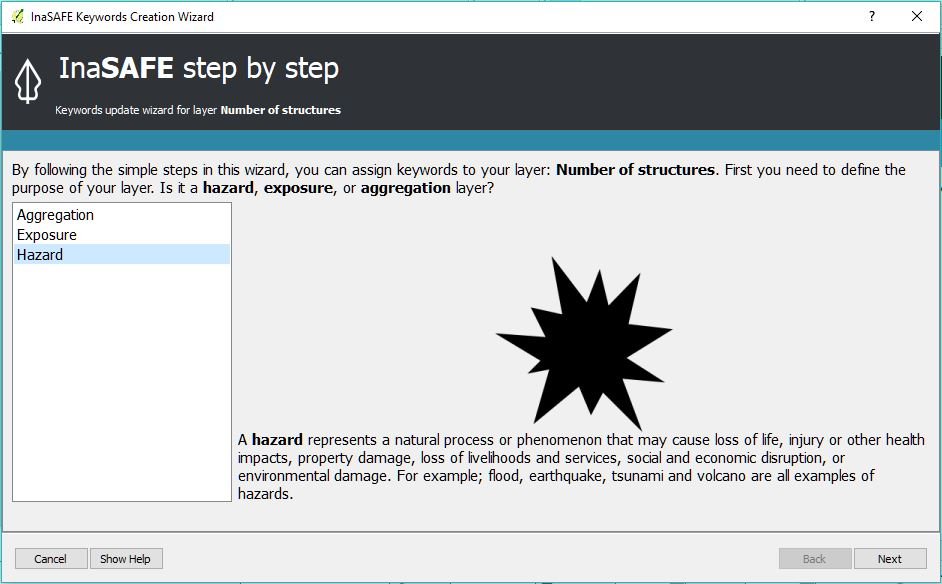 InaSAFE Keywords Creation Wizard
?
InaSAFE step by step
Keywords update wizard for layer Number of structures
By following the simple steps in this wizard, you can assign keywords to your layer: Number of structures. First you need to define the
purpose of your layer. Is it a hazard, exposure, or aggregation layer?
Aggregation
Exposure
Hazard
A hazard represents a natural process or phenomenon that may cause loss of life, injury or other health
impacts, property damage, loss of livelihoods and services, social and economic disruption, or
environmental damage. For example; flood, earthquake, tsunami and volcano are all examples of
hazards.
Cancel
Show Help
Back
Next